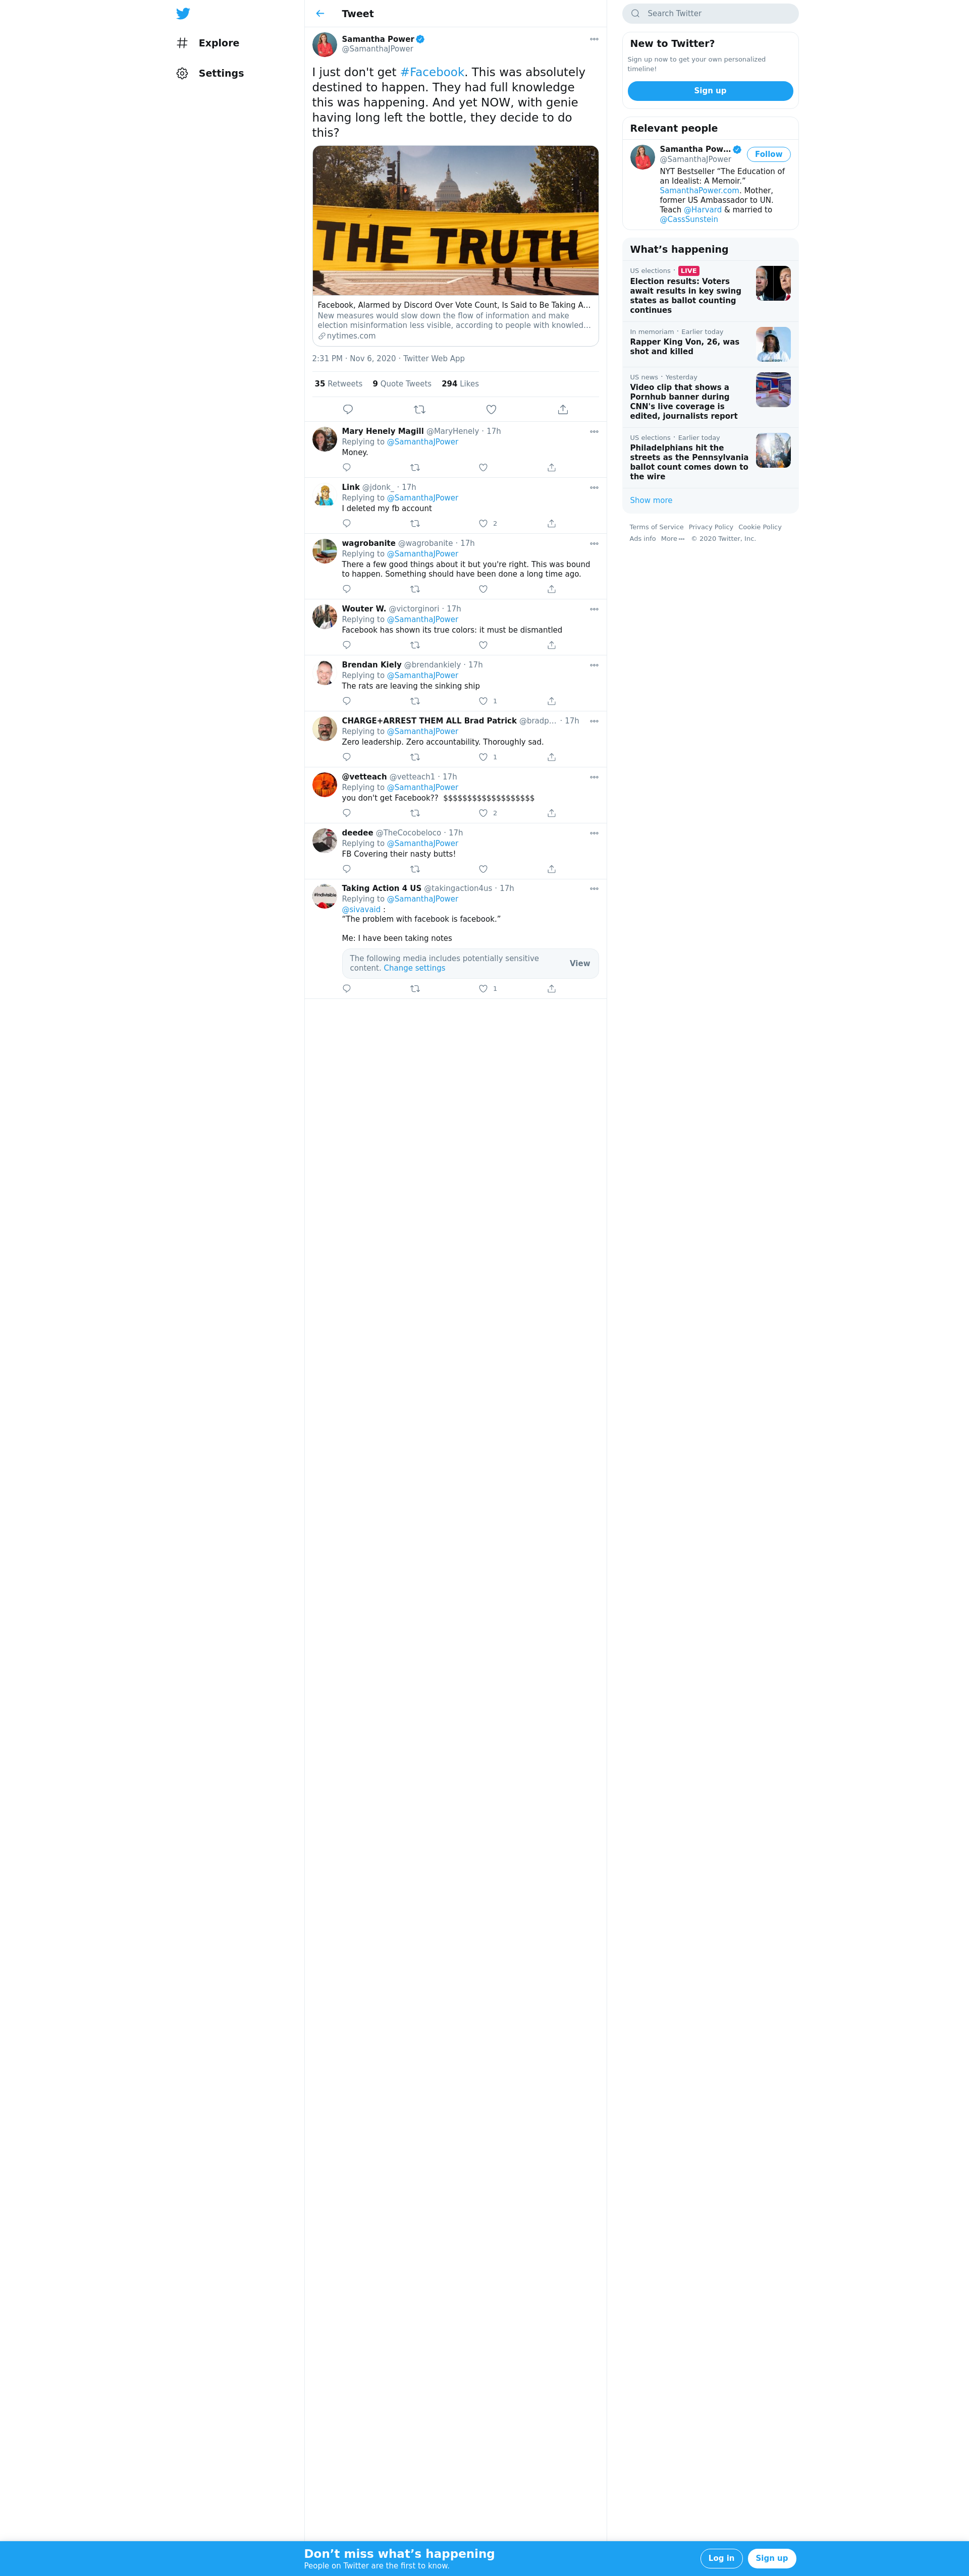 Explore
Settings
Tweet
Samantha Power
@SamanthaJPower
I just don't get #Facebook. This was absolutely
destined to happen. They had full knowledge
this was happening. And yet NOW, with genie
having long left the bottle, they decide to do
this?
THE TRUTH
Facebook, Alarmed by Discord Over Vote Count, Is Said to Be Taking A...
New measures would slow down the flow of information and make
election misinformation less visible, according to people with knowled...
nytimes.com
2:31 PM · Nov 6, 2020 · Twitter Web App
35 Retweets 9 Quote Tweets 294 Likes
Mary Henely Magill @MaryHenely · 17h
Replying to @SamanthaJPower
Money.
Link @jdonk_ · 17h
Replying to @SamanthaJPower
I deleted my fb account
2
wagrobanite @wagrobanite · 17h
Replying to @SamanthaJPower
There a few good things about it but you're right. This was bound
to happen. Something should have been done a long time ago.
Wouter W. @victorginori · 17h
Replying to @SamanthaJPower
Facebook has shown its true colors: it must be dismantled
Brendan Kiely @brendankiely · 17h
Replying to @SamanthaJPower
The rats are leaving the sinking ship
1
CHARGE+ARREST THEM ALL Brad Patrick @bradp... · 17h
Replying to @SamanthaJPower
Zero leadership. Zero accountability. Thoroughly sad.
1
@vetteach @vetteach1 · 17h
Replying to @SamanthaJPower
you don't get Facebook?? $$$$$$$$$$$$$$$$$$$
2
deedee @TheCocobeloco · 17h
Replying to @SamanthaJPower
FB Covering their nasty butts!
Taking Action 4 US @takingaction4us · 17h
Replying to @SamanthaJPower
@sivavaid :
“The problem with facebook is facebook.”
Me: I have been taking notes
The following media includes potentially sensitive
content. Change settings
View
1
Search Twitter
New to Twitter?
Sign up now to get your own personalized
timeline!
Sign up
Relevant people
Samantha Pow...
@SamanthaJPower
Follow
NYT Bestseller “The Education of
an Idealist: A Memoir.”
SamanthaPower.com. Mother,
former US Ambassador to UN.
Teach @Harvard & married to
@CassSunstein
What’s happening
US elections · LIVE
Election results: Voters
await results in key swing
states as ballot counting
continues
In memoriam · Earlier today
Rapper King Von, 26, was
shot and killed
US news · Yesterday
Video clip that shows a
Pornhub banner during
CNN's live coverage is
edited, journalists report
US elections · Earlier today
Philadelphians hit the
streets as the Pennsylvania
ballot count comes down to
the wire
Show more
Terms of Service Privacy Policy Cookie Policy
Ads info More © 2020 Twitter, Inc.
Don’t miss what’s happening
People on Twitter are the first to know.
Log in
Sign up